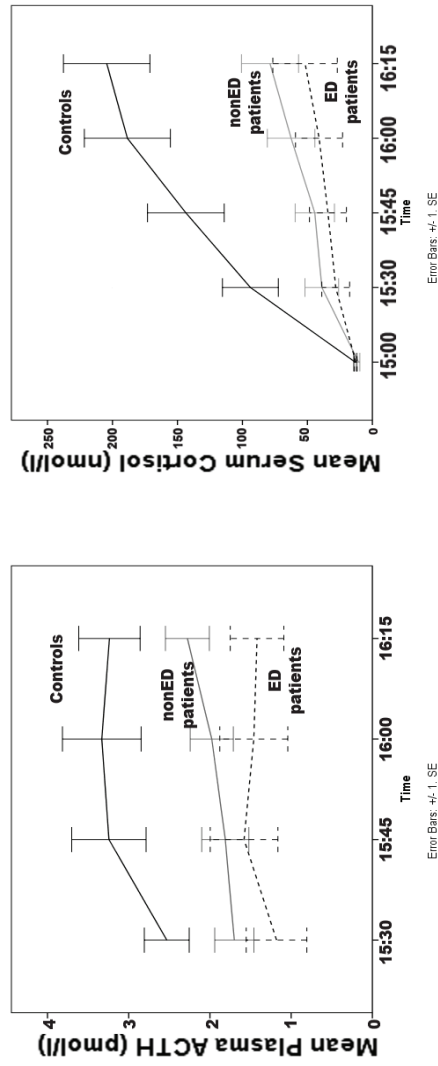 Mean Plasma ACTH (pmol/l)
4
3
2
1
0
Controls
nonED
patients
ED
patients
15:30
15:45
16:00
16:15
Time
Error Bars: +/- 1. SE
Mean Serum Cortisol (nmol/l)
250
200
150
100
50
0
Controls
nonED
patients
ED
patients
15:00
15:30
15:45
16:00
16:15
Time
Error Bars: +/- 1. SE